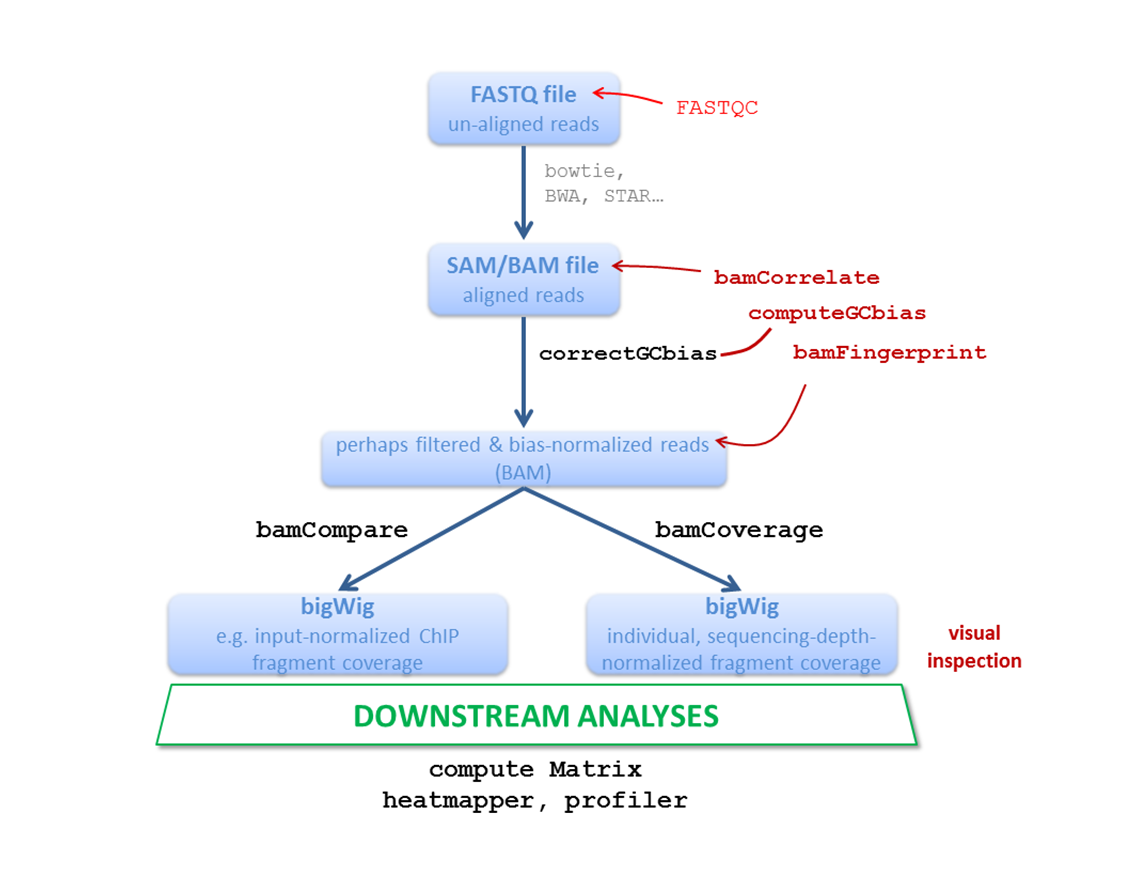 FASTQ file
un-aligned reads
FASTQC
bowtie,
BWA, STAR…
SAM/BAM file
aligned reads
bamCorrelate
computeGCbias
correctGCbias
bamFingerprint
perhaps filtered & bias-normalized reads
(BAM)
bamCompare
bamCoverage
bigWig
e.g. input-normalized ChIP
fragment coverage
bigWig
individual, sequencing-depth-
normalized fragment coverage
visual
inspection
DOWNSTREAM ANALYSES
compute Matrix
heatmapper, profiler